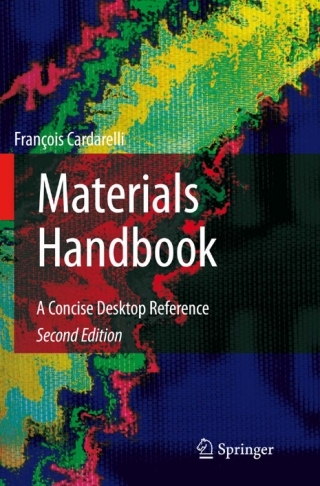 François Cardarelli
Materials
Handbook
A Concise Desktop Reference
Second Edition
Springer